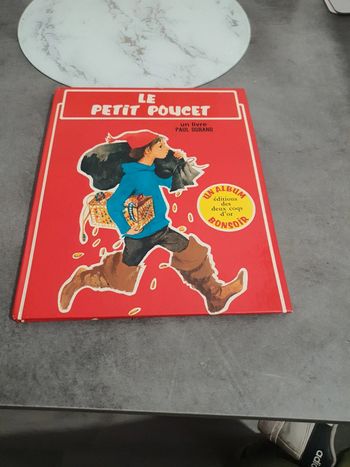 LE
PETIT POUCET
un livre
PAUL DURAND
UN ALBUM
éditions
des
deux coqs
d'or
BONSOIR